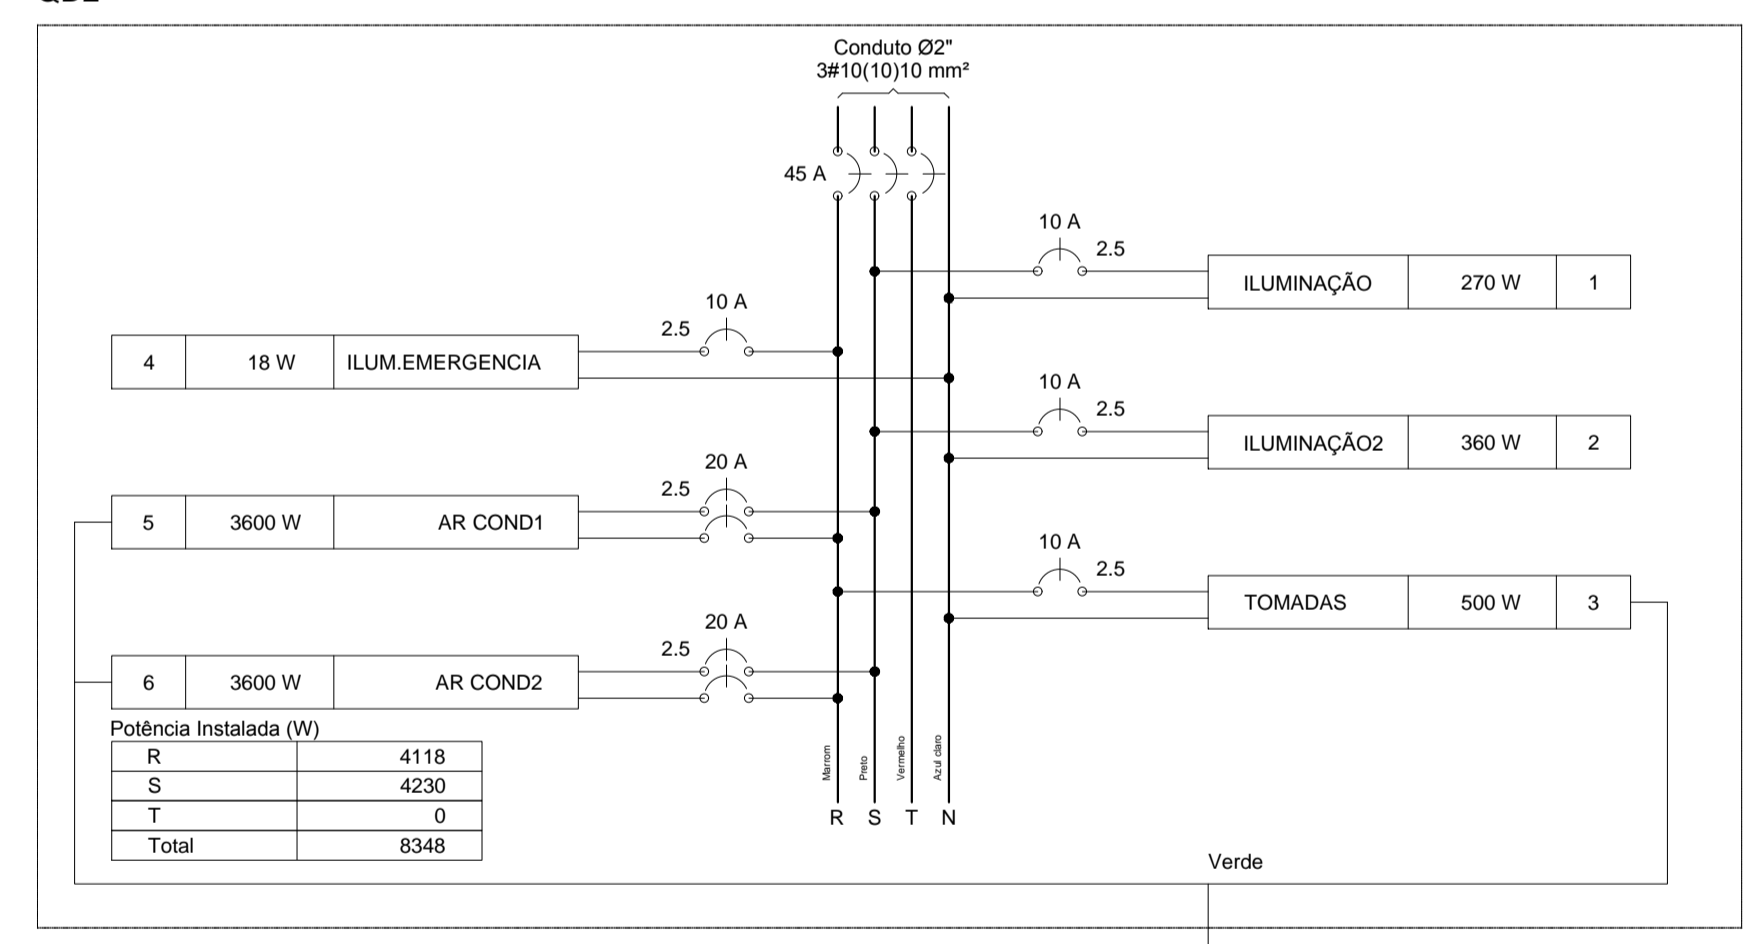 Conduto Ø2"
3#10(10)10 mm²
45 A
10 A
2.5
ILUMINAÇÃO 270 W 1
10 A
2.5
4 18 W ILUM.EMERGENCIA
10 A
2.5
ILUMINAÇÃO2 360 W 2
20 A
2.5
5 3600 W AR COND1
10 A
2.5
TOMADAS 500 W 3
20 A
2.5
6 3600 W AR COND2
Potência Instalada (W)
R 4118
S 4230
T 0
Total 8348
Marrom
Preto
Vermelho
Azul claro
R S T N
Verde